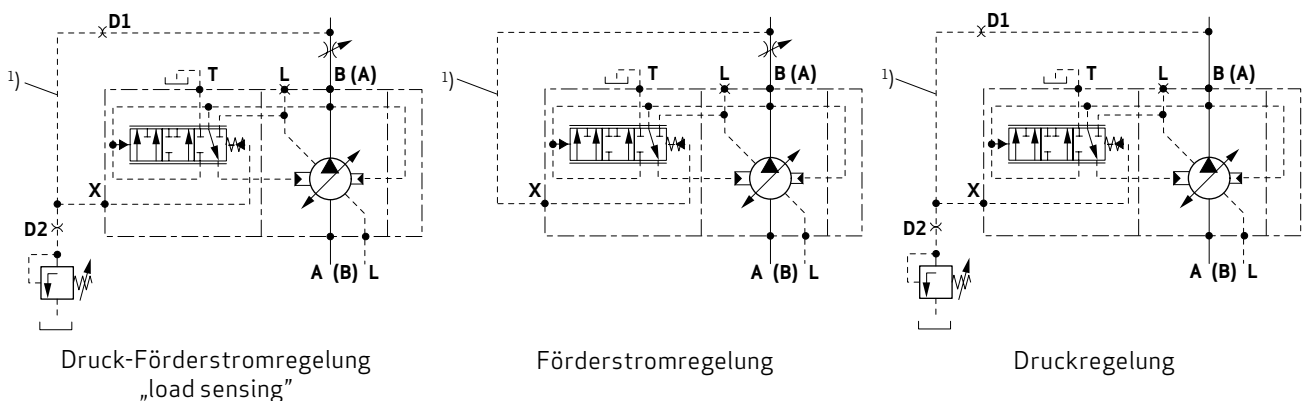 D1
1)
T L B (A)
X
D2
A (B) L
Druck-Förderstromregelung
„load sensing”
1)
T L B (A)
X
A (B) L
Förderstromregelung
D1
1)
T L B (A)
X
D2
A (B) L
Druckregelung